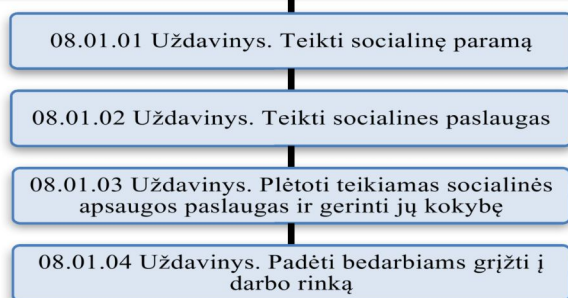 08.01.01 Uždavinys. Teikti socialinę paramą
08.01.02 Uždavinys. Teikti socialines paslaugas
08.01.03 Uždavinys. Plėtoti teikiamas socialinės
apsaugos paslaugas ir gerinti jų kokybę
08.01.04 Uždavinys. Padėti bedarbiams grįžti į
darbo rinką